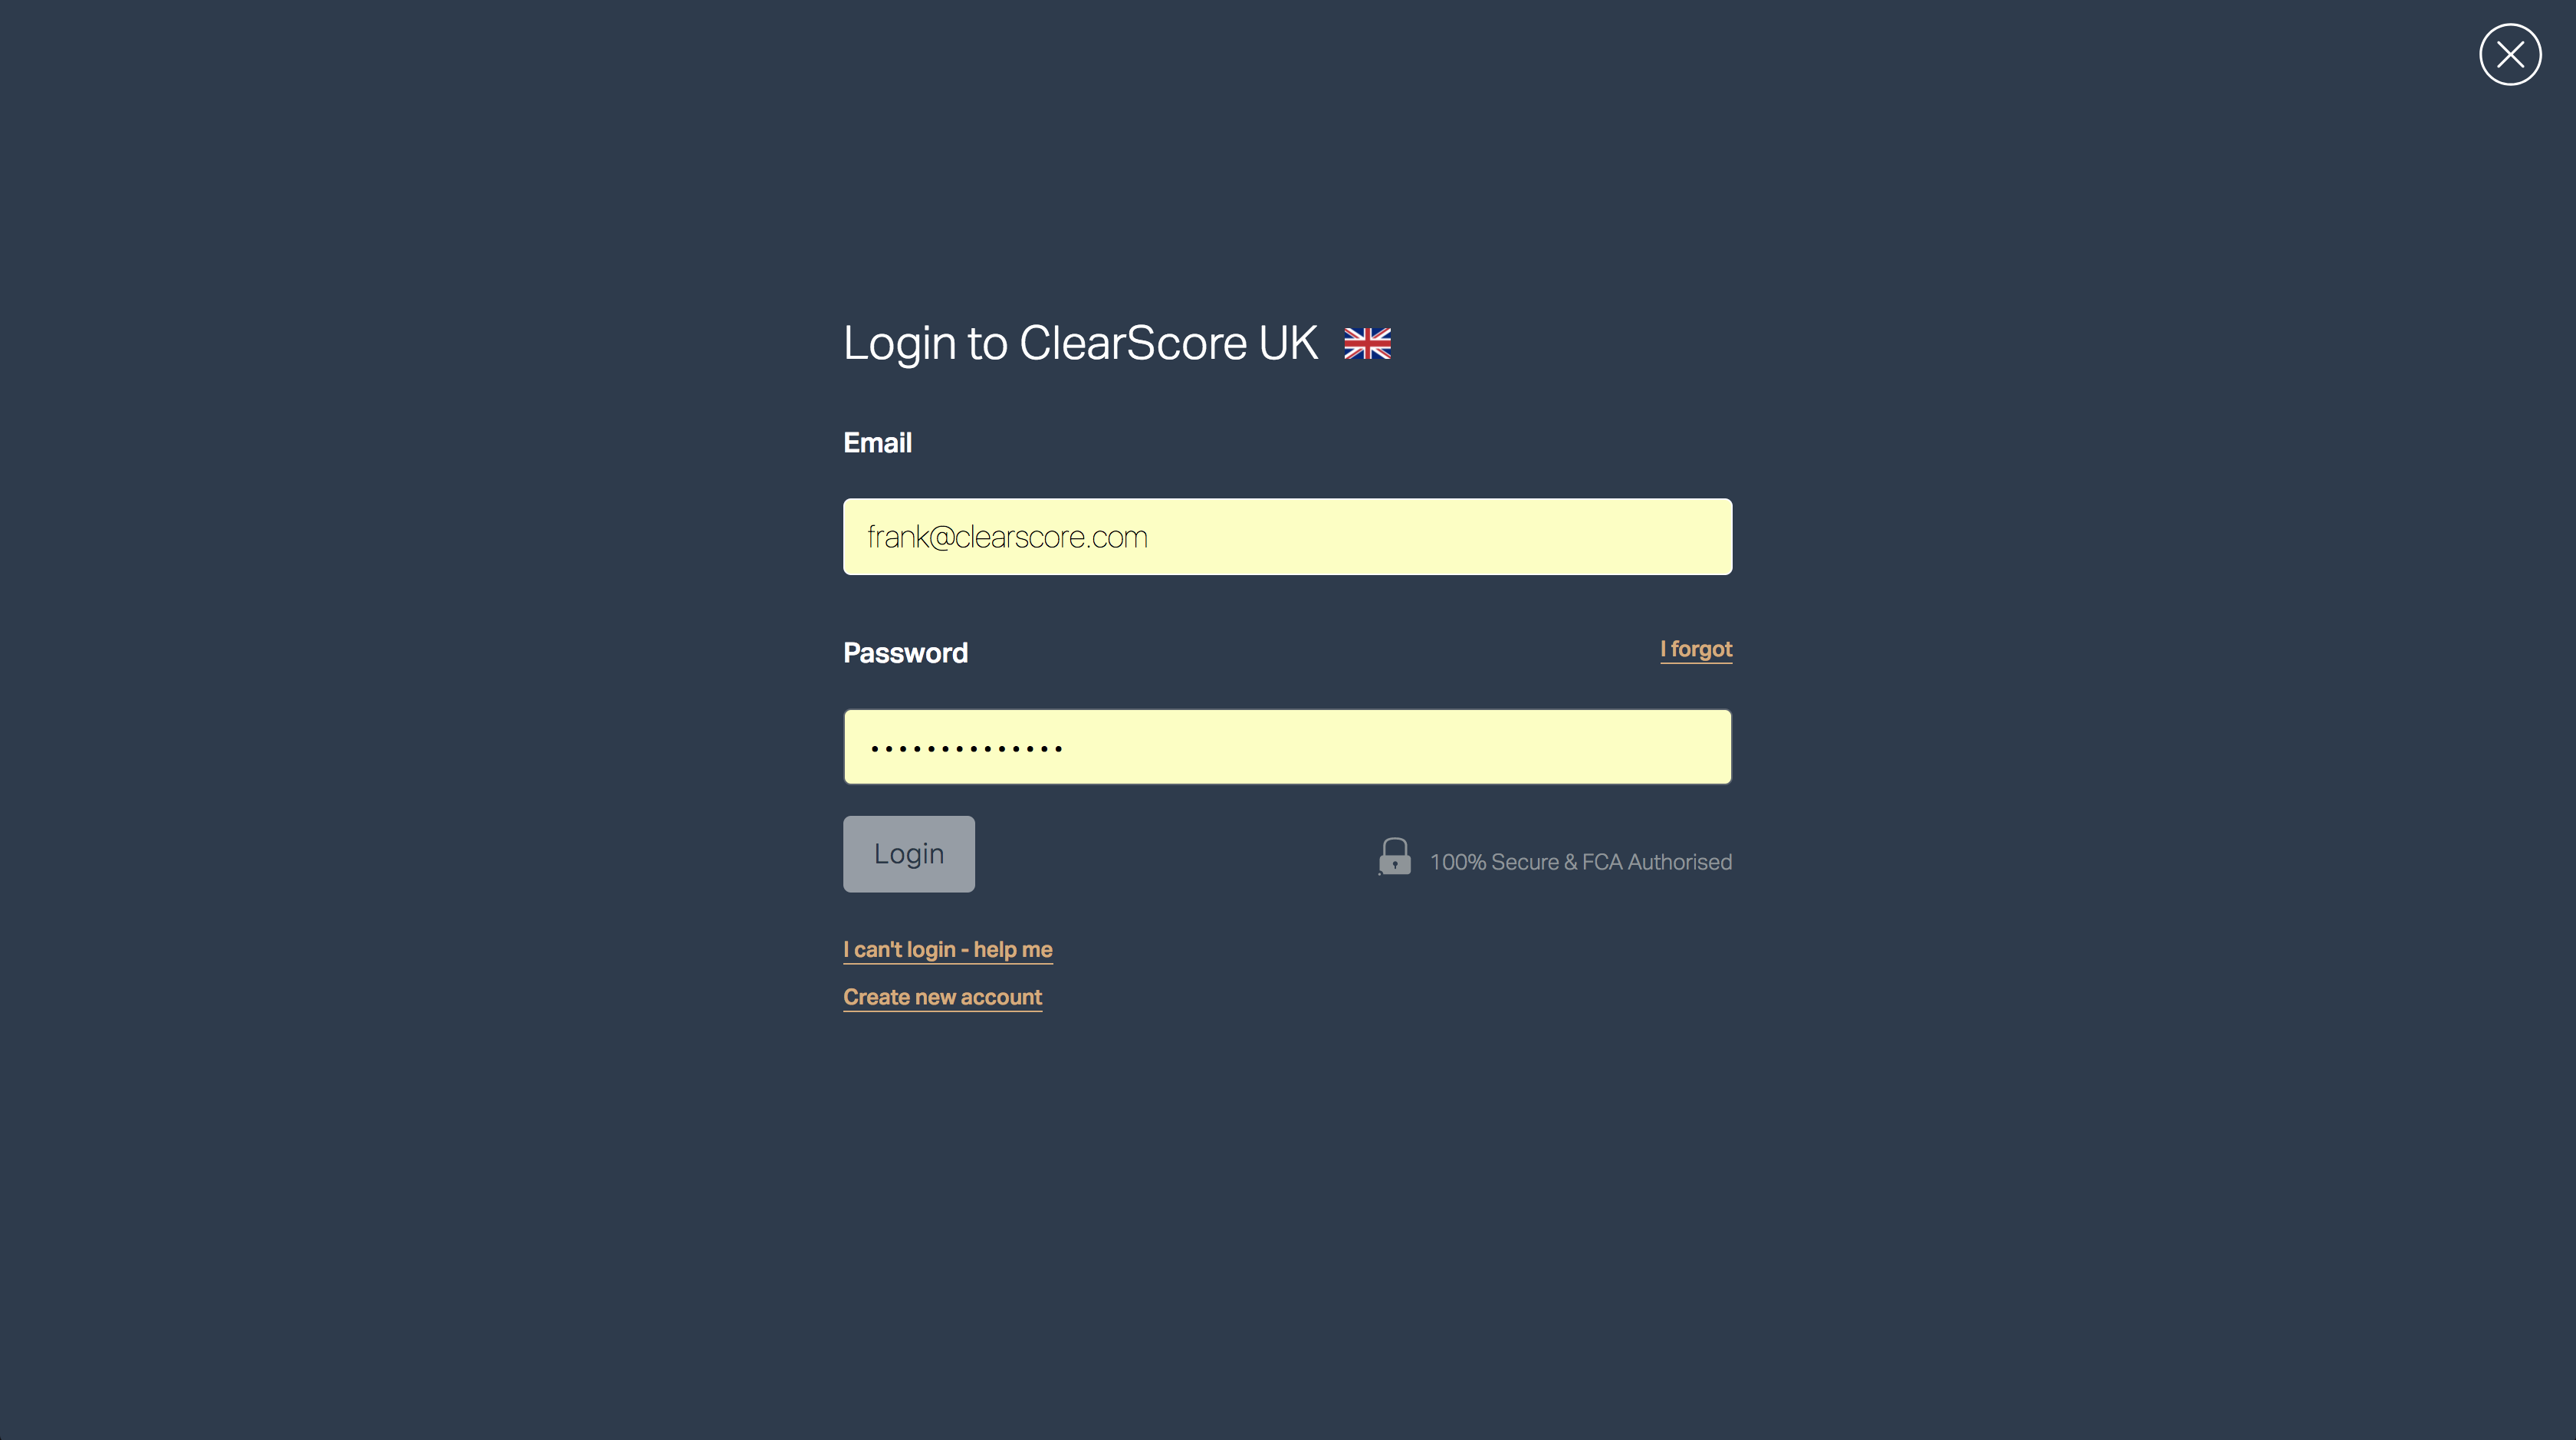 Login to ClearScore UK
Email
frank@clearscore.com
Password
I forgot
••••••••••••••
Login
100% Secure & FCA Authorised
I can't login - help me
Create new account